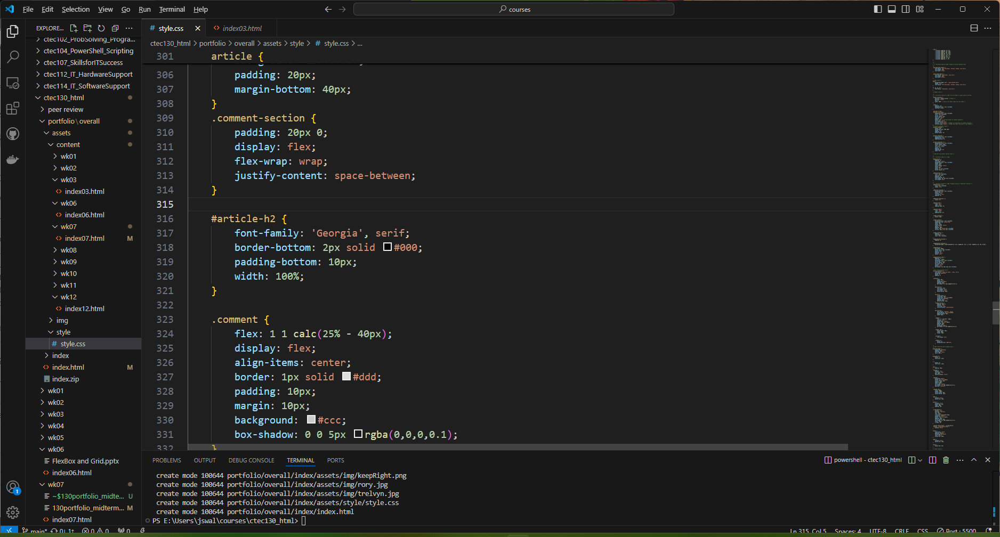 File Edit Selection View Go Run Terminal Help
courses
EXPLORE...
ctec102_ProbSolving_Progra...
ctec104_PowerShell_Scripting
ctec107_SkillsforITSuccess
ctec112_IT_HardwareSupport
ctec114_IT_SoftwareSupport
ctec130_html
peer review
portfolio\overall
assets
content
wk01
wk02
wk03
index03.html
wk06
index06.html
wk07
index07.html M
wk08
wk09
wk10
wk11
wk12
index12.html
img
style
style.css
index
index.html M
index.zip
wk01
wk02
wk03
wk04
wk05
wk06
FlexBox and Grid.pptx
index06.html
wk07
~$130portfolio_midte... U
130portfolio_midterm... M
index07.html
1
style.css
index03.html
ctec130_html > portfolio > overall > assets > style > # style.css > ...
301 article {
306 padding: 20px;
307 margin-bottom: 40px;
308 }
309 .comment-section {
310 padding: 20px 0;
311 display: flex;
312 flex-wrap: wrap;
313 justify-content: space-between;
314 }
315
316 #article-h2 {
317 font-family: 'Georgia', serif;
318 border-bottom: 2px solid #000;
319 padding-bottom: 10px;
320 width: 100%;
321 }
322
323 .comment {
324 flex: 1 1 calc(25% - 40px);
325 display: flex;
326 align-items: center;
327 border: 1px solid #ddd;
328 padding: 10px;
329 margin: 10px;
330 background: #ccc;
331 box-shadow: 0 0 5px rgba(0,0,0,0.1);
332 }
PROBLEMS OUTPUT DEBUG CONSOLE TERMINAL PORTS
powershell - ctec130_html
create mode 100644 portfolio/overall/index/assets/img/keepRight.png
create mode 100644 portfolio/overall/index/assets/img/rory.jpg
create mode 100644 portfolio/overall/index/assets/img/trelvyn.jpg
create mode 100644 portfolio/overall/index/assets/style/style.css
create mode 100644 portfolio/overall/index/index.html
PS E:\Users\jswal\courses\ctec130_html>
main* 0↓ 1↑ 0 0 0
Ln 315, Col 5 Spaces: 4 UTF-8 CRLF CSS Port : 5500